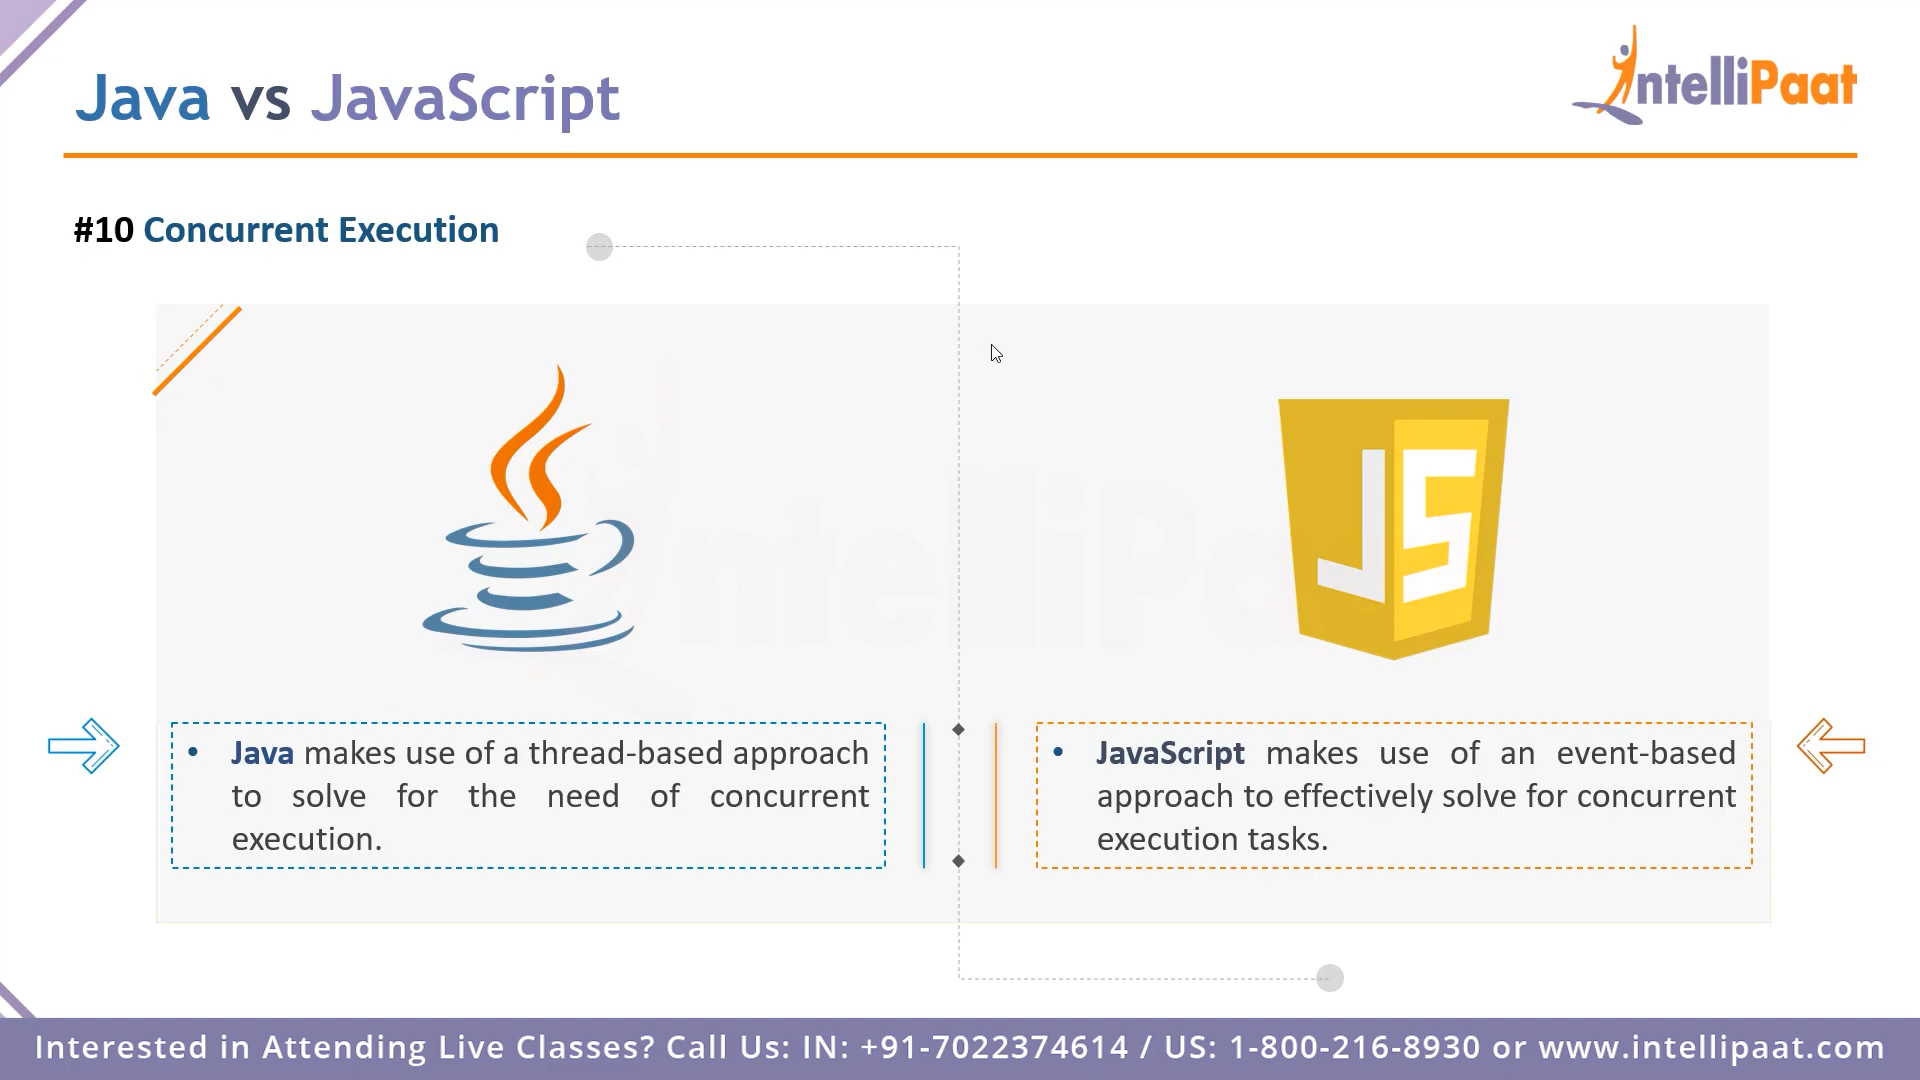 Java vs JavaScript
IntelliPaat
#10 Concurrent Execution
IntelliPaat
JS
• Java makes use of a thread-based approach
to solve for the need of concurrent
execution.
• JavaScript makes use of an event-based
approach to effectively solve for concurrent
execution tasks.
Interested in Attending Live Classes? Call Us: IN: +91-7022374614 / US: 1-800-216-8930 or www.intellipaat.com